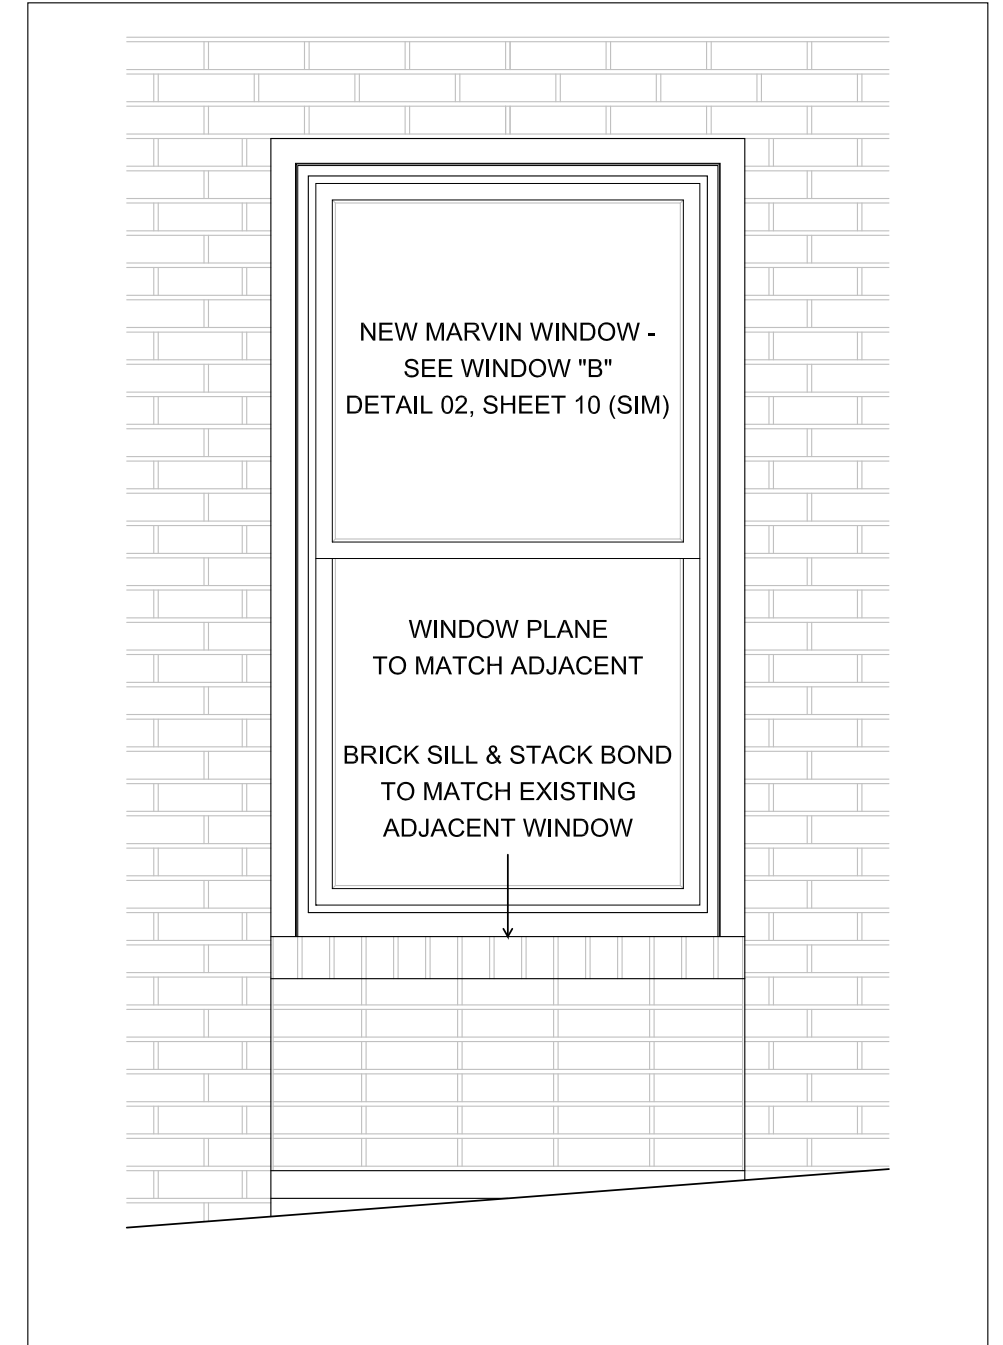 NEW MARVIN WINDOW -
SEE WINDOW "B"
DETAIL 02, SHEET 10 (SIM)
WINDOW PLANE
TO MATCH ADJACENT
BRICK SILL & STACK BOND
TO MATCH EXISTING
ADJACENT WINDOW